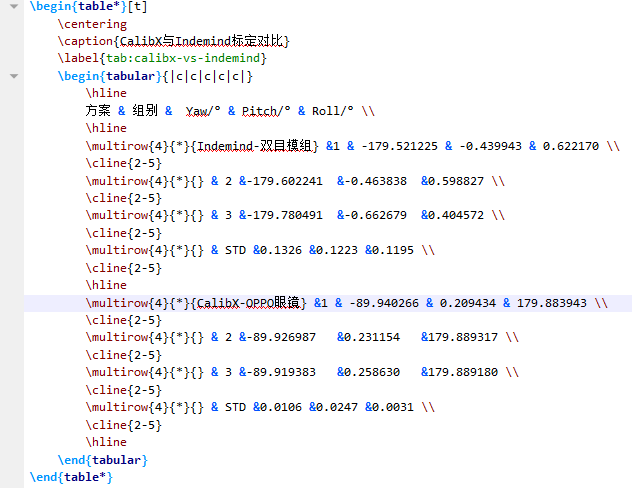 \begin{table*}[t]
\centering
\caption{CalibX与Indemind标定对比}
\label{tab:calibx-vs-indemind}
\begin{tabular}{|c|c|c|c|c|}
\hline
方案 & 组别 &  Yaw/° & Pitch/° & Roll/° \\
\hline
\multirow{4}{*}{Indemind-双目模组} &1 & -179.521225 & -0.439943 & 0.622170 \\
\cline{2-5}
\multirow{4}{*}{} & 2 &-179.602241  &-0.463838  &0.598827 \\
\cline{2-5}
\multirow{4}{*}{} & 3 &-179.780491  &-0.662679  &0.404572 \\
\cline{2-5}
\multirow{4}{*}{} & STD &0.1326 &0.1223 &0.1195 \\
\cline{2-5}
\hline
\multirow{4}{*}{CalibX-OPPO眼镜} &1 & -89.940266 & 0.209434 & 179.883943 \\
\cline{2-5}
\multirow{4}{*}{} & 2 &-89.926987   &0.231154   &179.889317 \\
\cline{2-5}
\multirow{4}{*}{} & 3 &-89.919383   &0.258630   &179.889180 \\
\cline{2-5}
\multirow{4}{*}{} & STD &0.0106 &0.0247 &0.0031 \\
\cline{2-5}
\hline
\end{tabular}
\end{table*}